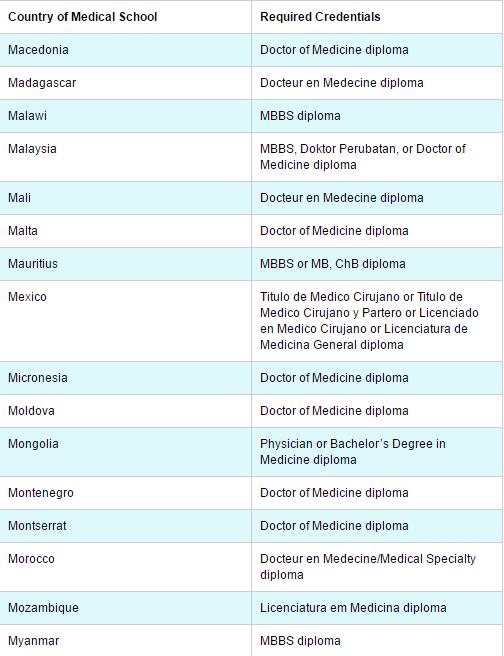 Country of Medical School Required Credentials
Macedonia Doctor of Medicine diploma
Madagascar Docteur en Medecine diploma
Malawi MBBS diploma
Malaysia MBBS, Doktor Perubatan, or Doctor of
Medicine diploma
Mali Docteur en Medecine diploma
Malta Doctor of Medicine diploma
Mauritius MBBS or MB, ChB diploma
Mexico Titulo de Medico Cirujano or Titulo de
Medico Cirujano y Partero or Licenciado
en Medico Cirujano or Licenciatura de
Medicina General diploma
Micronesia Doctor of Medicine diploma
Moldova Doctor of Medicine diploma
Mongolia Physician or Bachelor’s Degree in
Medicine diploma
Montenegro Doctor of Medicine diploma
Montserrat Doctor of Medicine diploma
Morocco Docteur en Medecine/Medical Specialty
diploma
Mozambique Licenciatura em Medicina diploma
Myanmar MBBS diploma